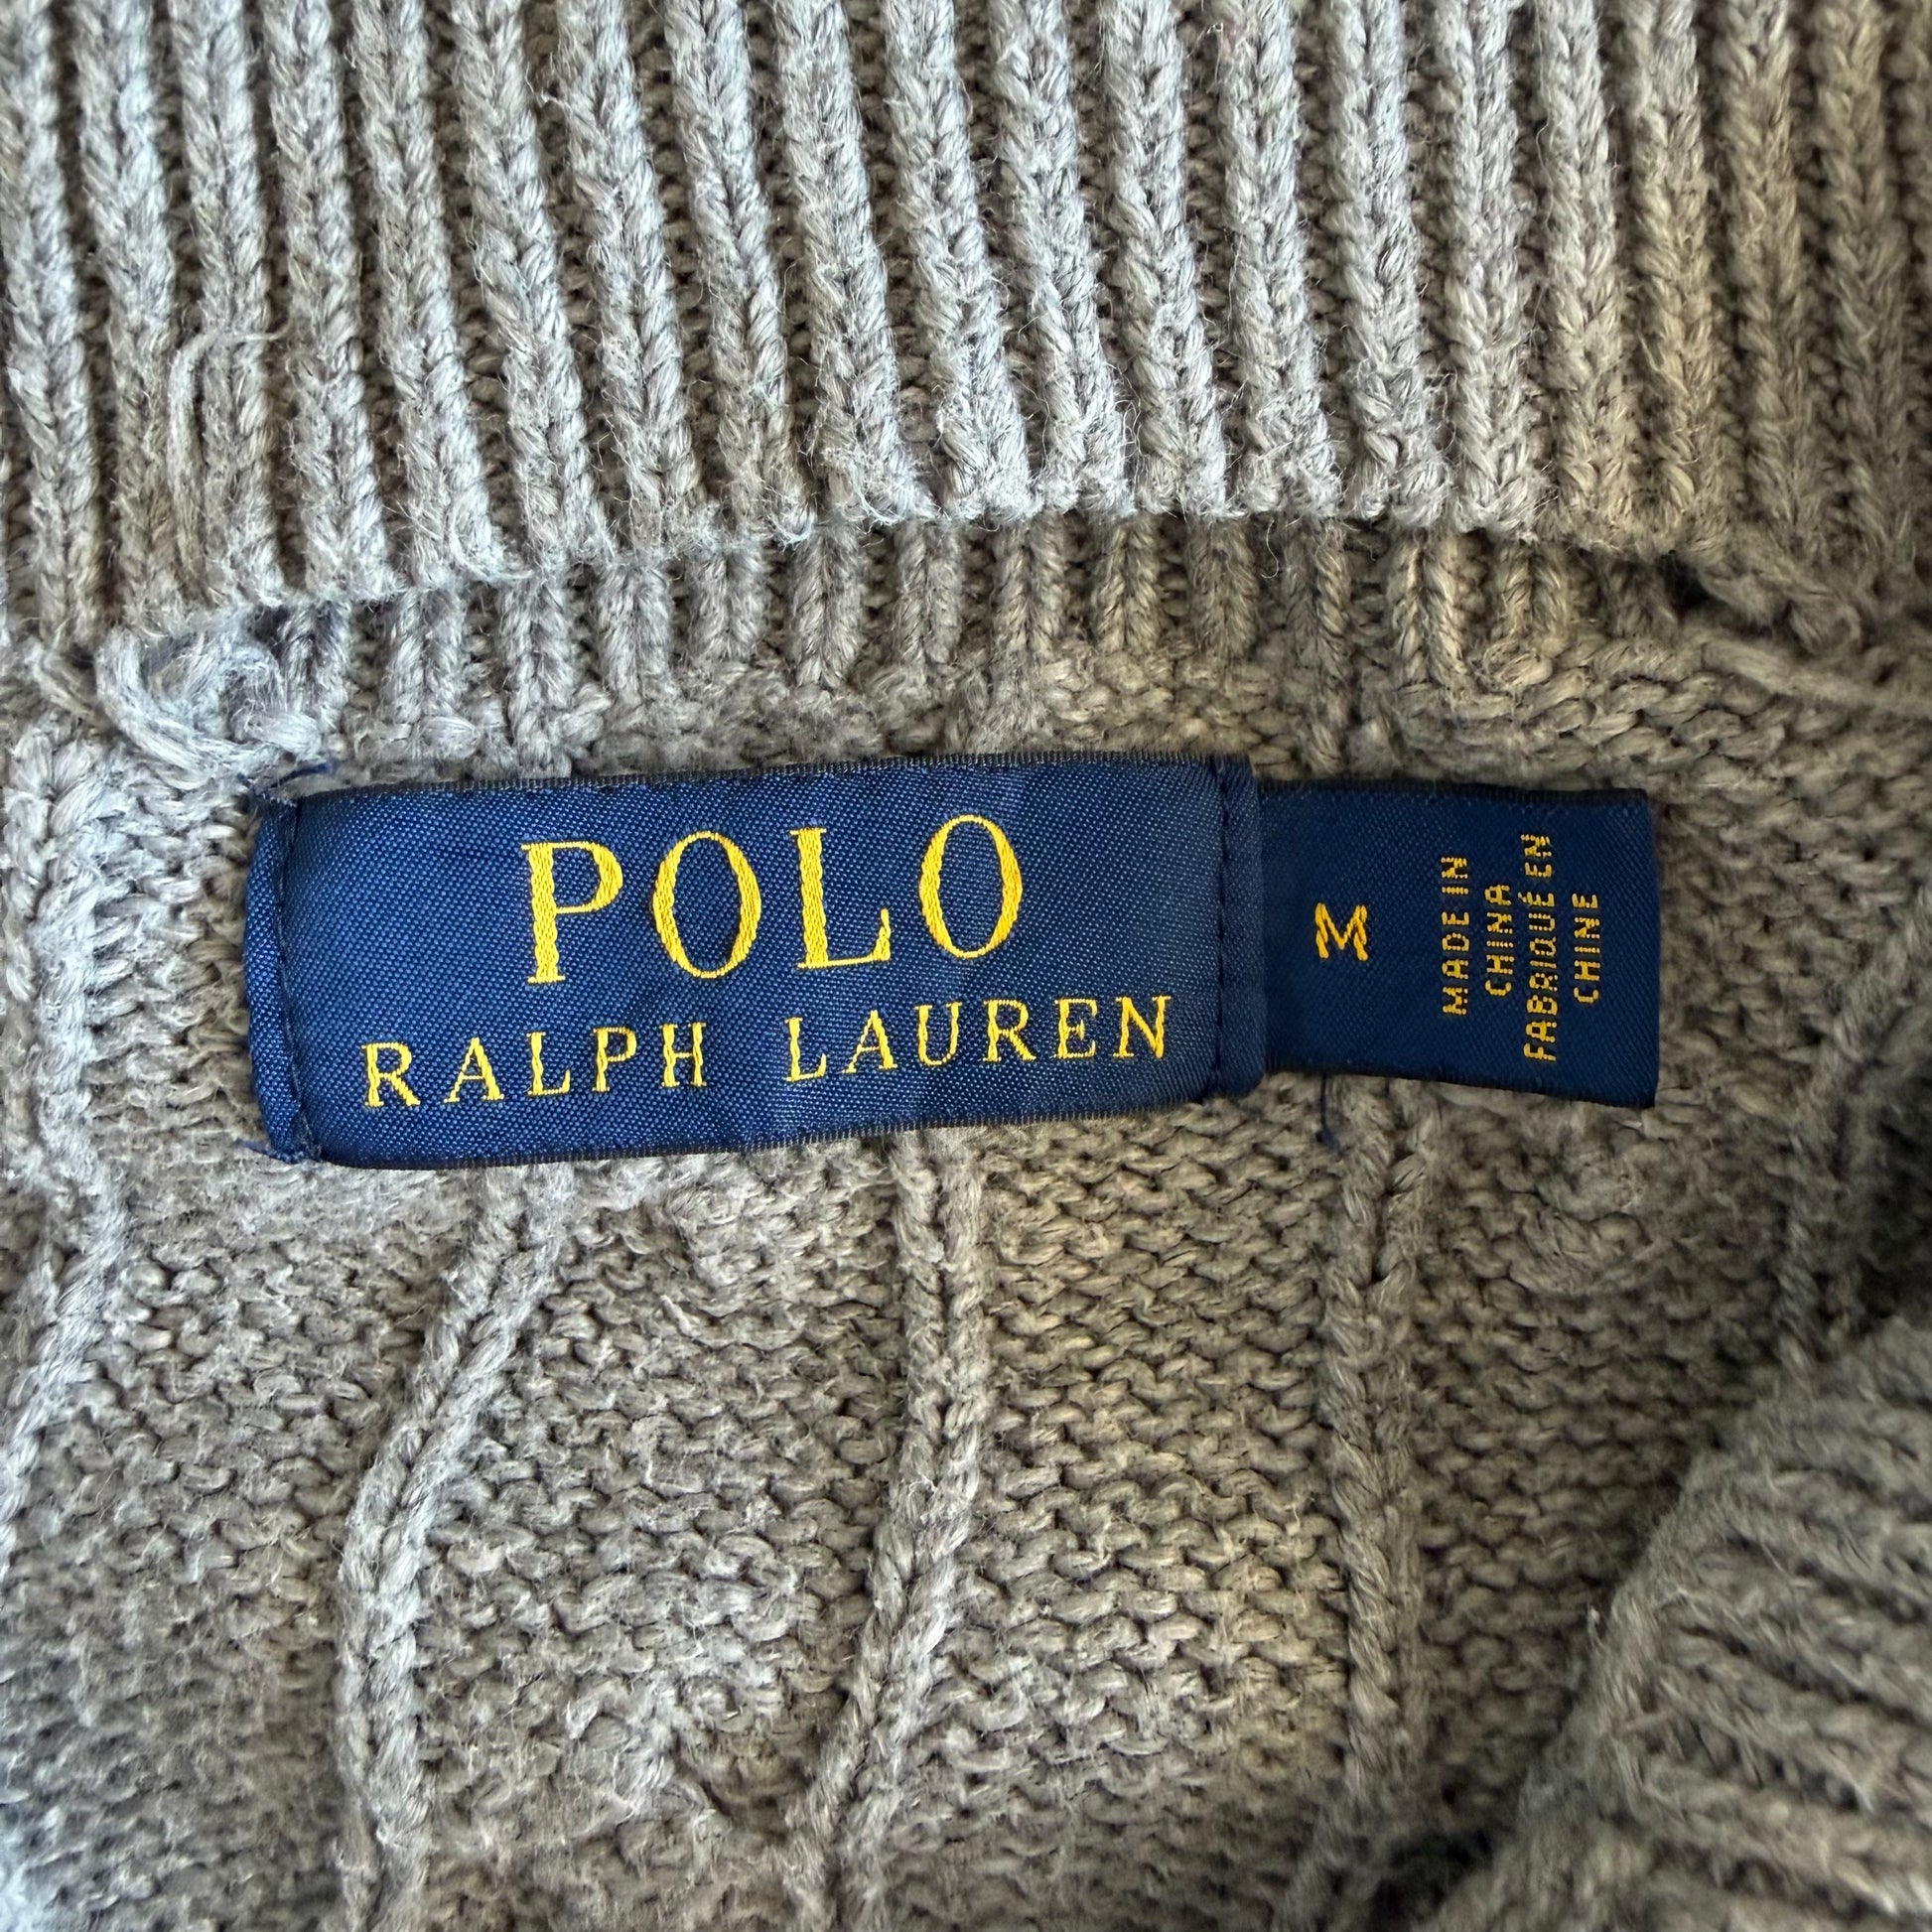 POLO
RALPH LAUREN
M
MADE IN
CHINA
FABRIQUÉ EN
CHINE